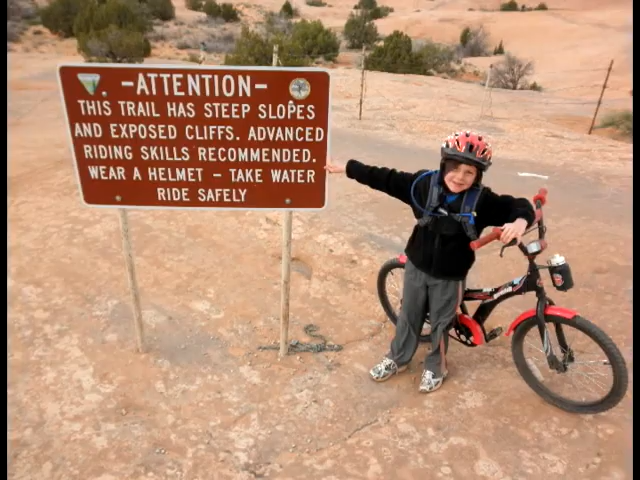 -ATTENTION-
THIS TRAIL HAS STEEP SLOPES
AND EXPOSED CLIFFS. ADVANCED
RIDING SKILLS RECOMMENDED.
WEAR A HELMET - TAKE WATER
RIDE SAFELY